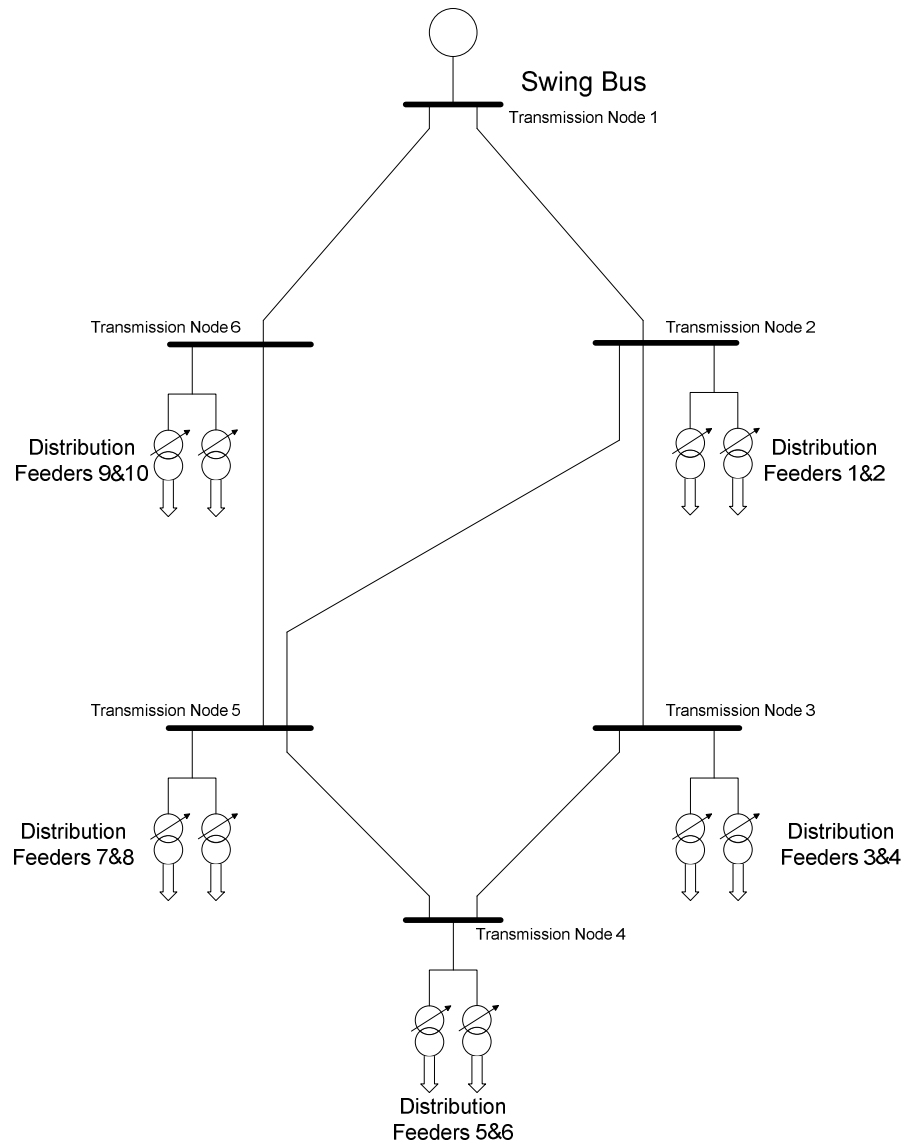 Swing Bus
Transmission Node 1
Transmission Node 6
Transmission Node 2
Distribution
Feeders 9&10
Distribution
Feeders 1&2
Transmission Node 5
Transmission Node 3
Distribution
Feeders 7&8
Distribution
Feeders 3&4
Transmission Node 4
Distribution
Feeders 5&6